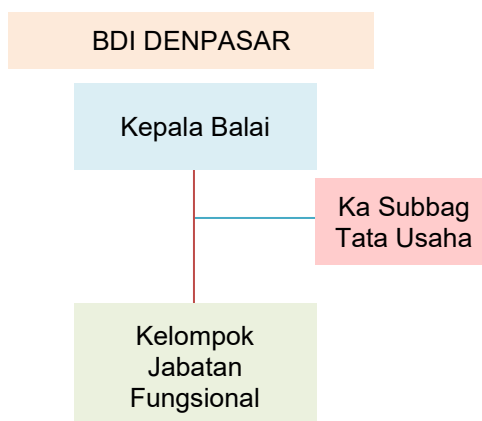 BDI DENPASAR
Kepala Balai
Ka Subbag
Tata Usaha
Kelompok
Jabatan
Fungsional